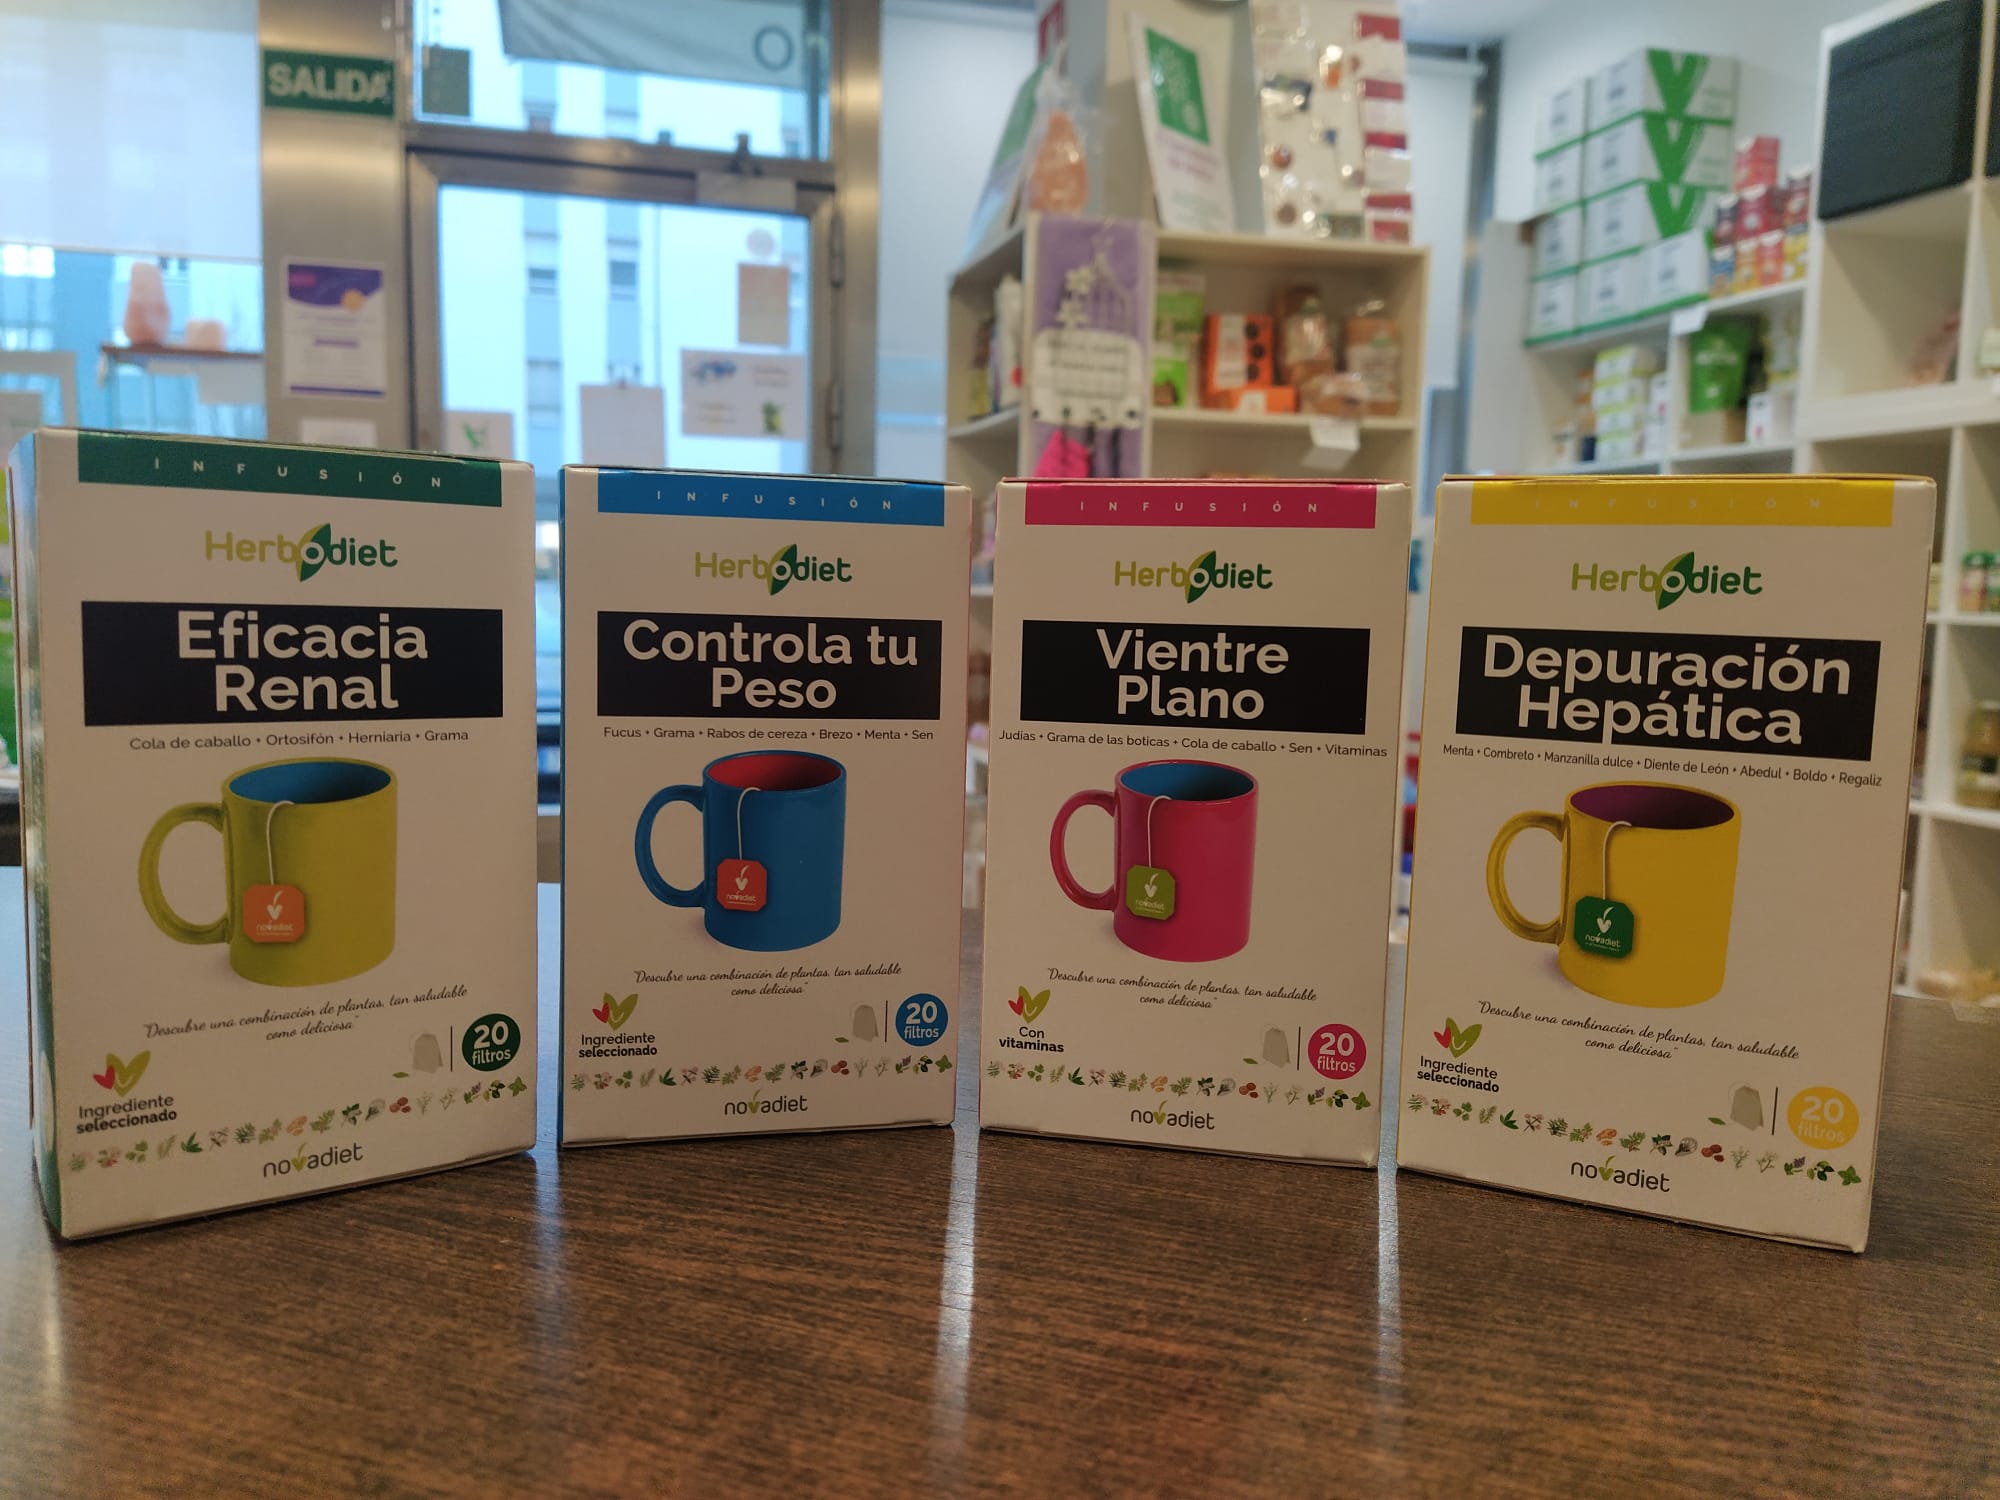 SALIDA
INFUSIÓN
Herbodiet
Eficacia
Renal
Cola de caballo + Ortosifón + Herniaria + Grama
novadiet
"Descubre una combinación de plantas, tan saludable
como deliciosa"
20
filtros
Ingrediente
seleccionado
novadiet
INFUSIÓN
Herbodiet
Controla tu
Peso
Fucus + Grama + Rabos de cereza + Brezo + Menta + Sen
novadiet
"Descubre una combinación de plantas, tan saludable
como deliciosa"
20
filtros
Ingrediente
seleccionado
novadiet
INFUSIÓN
Herbodiet
Vientre
Plano
Judías + Grama de las boticas + Cola de caballo + Sen + Vitaminas
novadiet
"Descubre una combinación de plantas, tan saludable
como deliciosa"
20
filtros
Con
vitaminas
novadiet
INFUSIÓN
Herbodiet
Depuración
Hepática
Menta + Combreto + Manzanilla dulce + Diente de León + Abedul + Boldo + Regaliz
novadiet
"Descubre una combinación de plantas, tan saludable
como deliciosa"
20
filtros
Ingrediente
seleccionado
novadiet